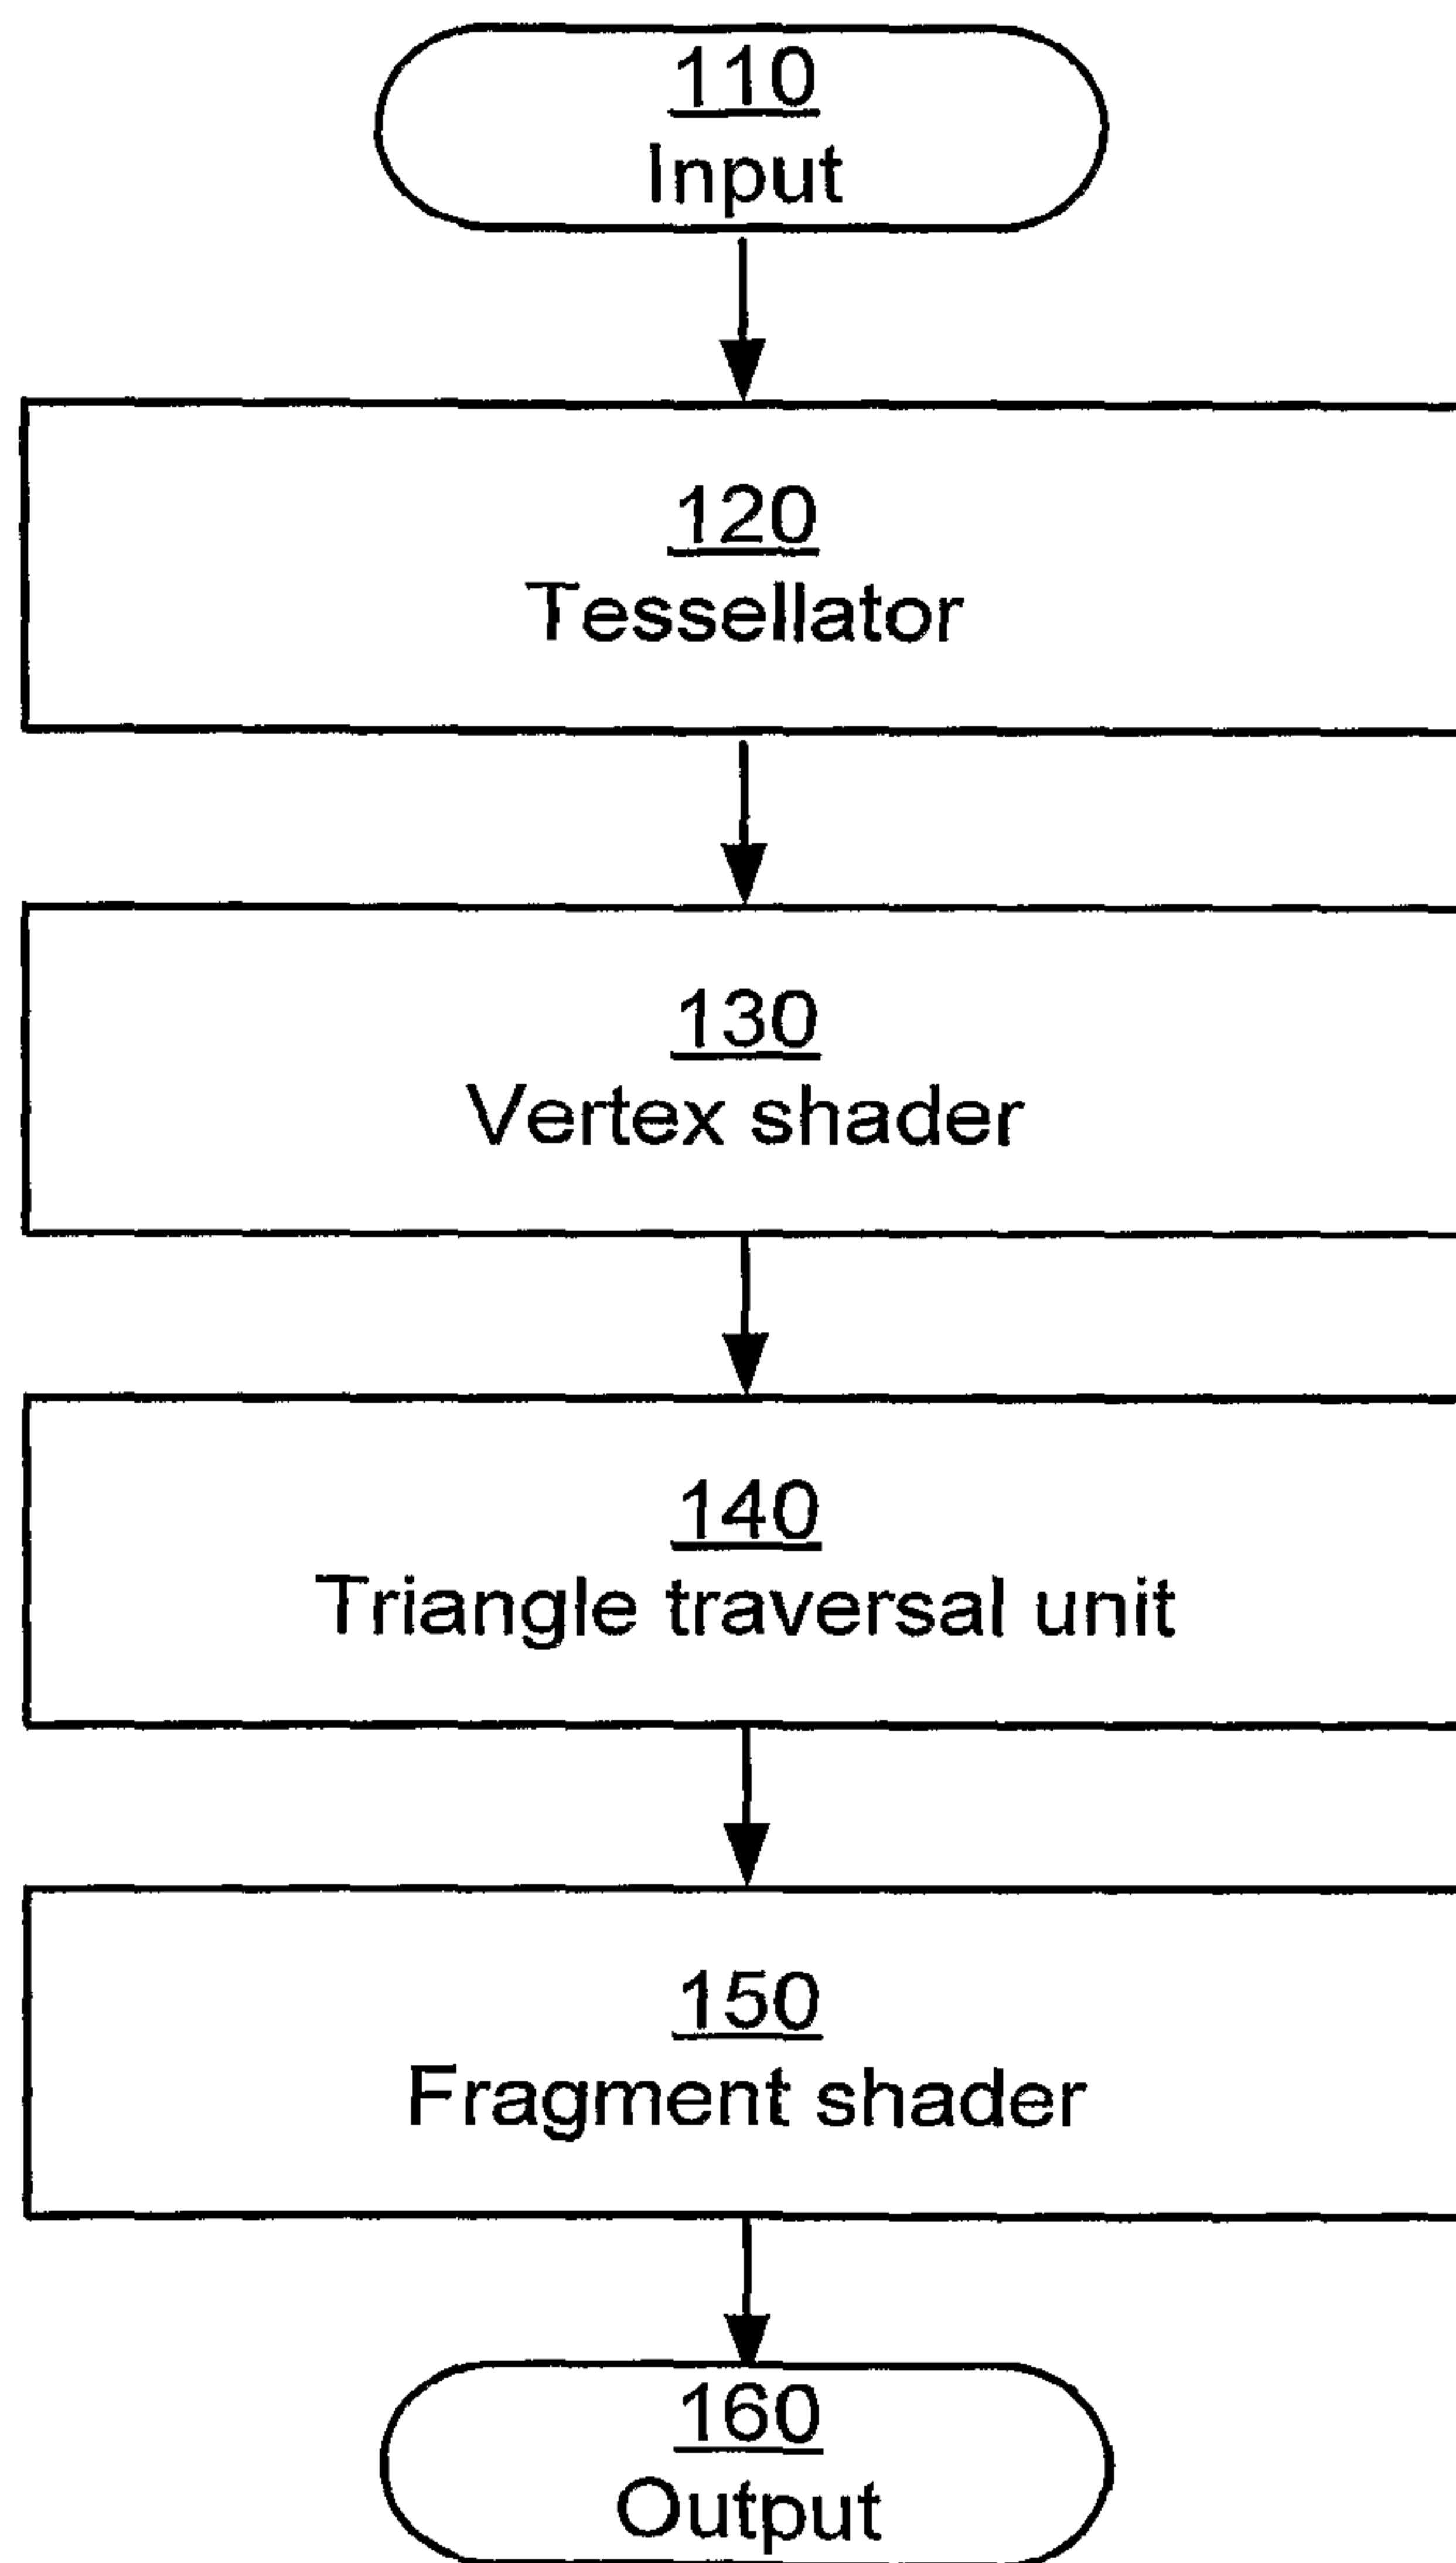 110
Input
120
Tessellator
130
Vertex shader
140
Triangle traversal unit
150
Fragment shader
160
Output